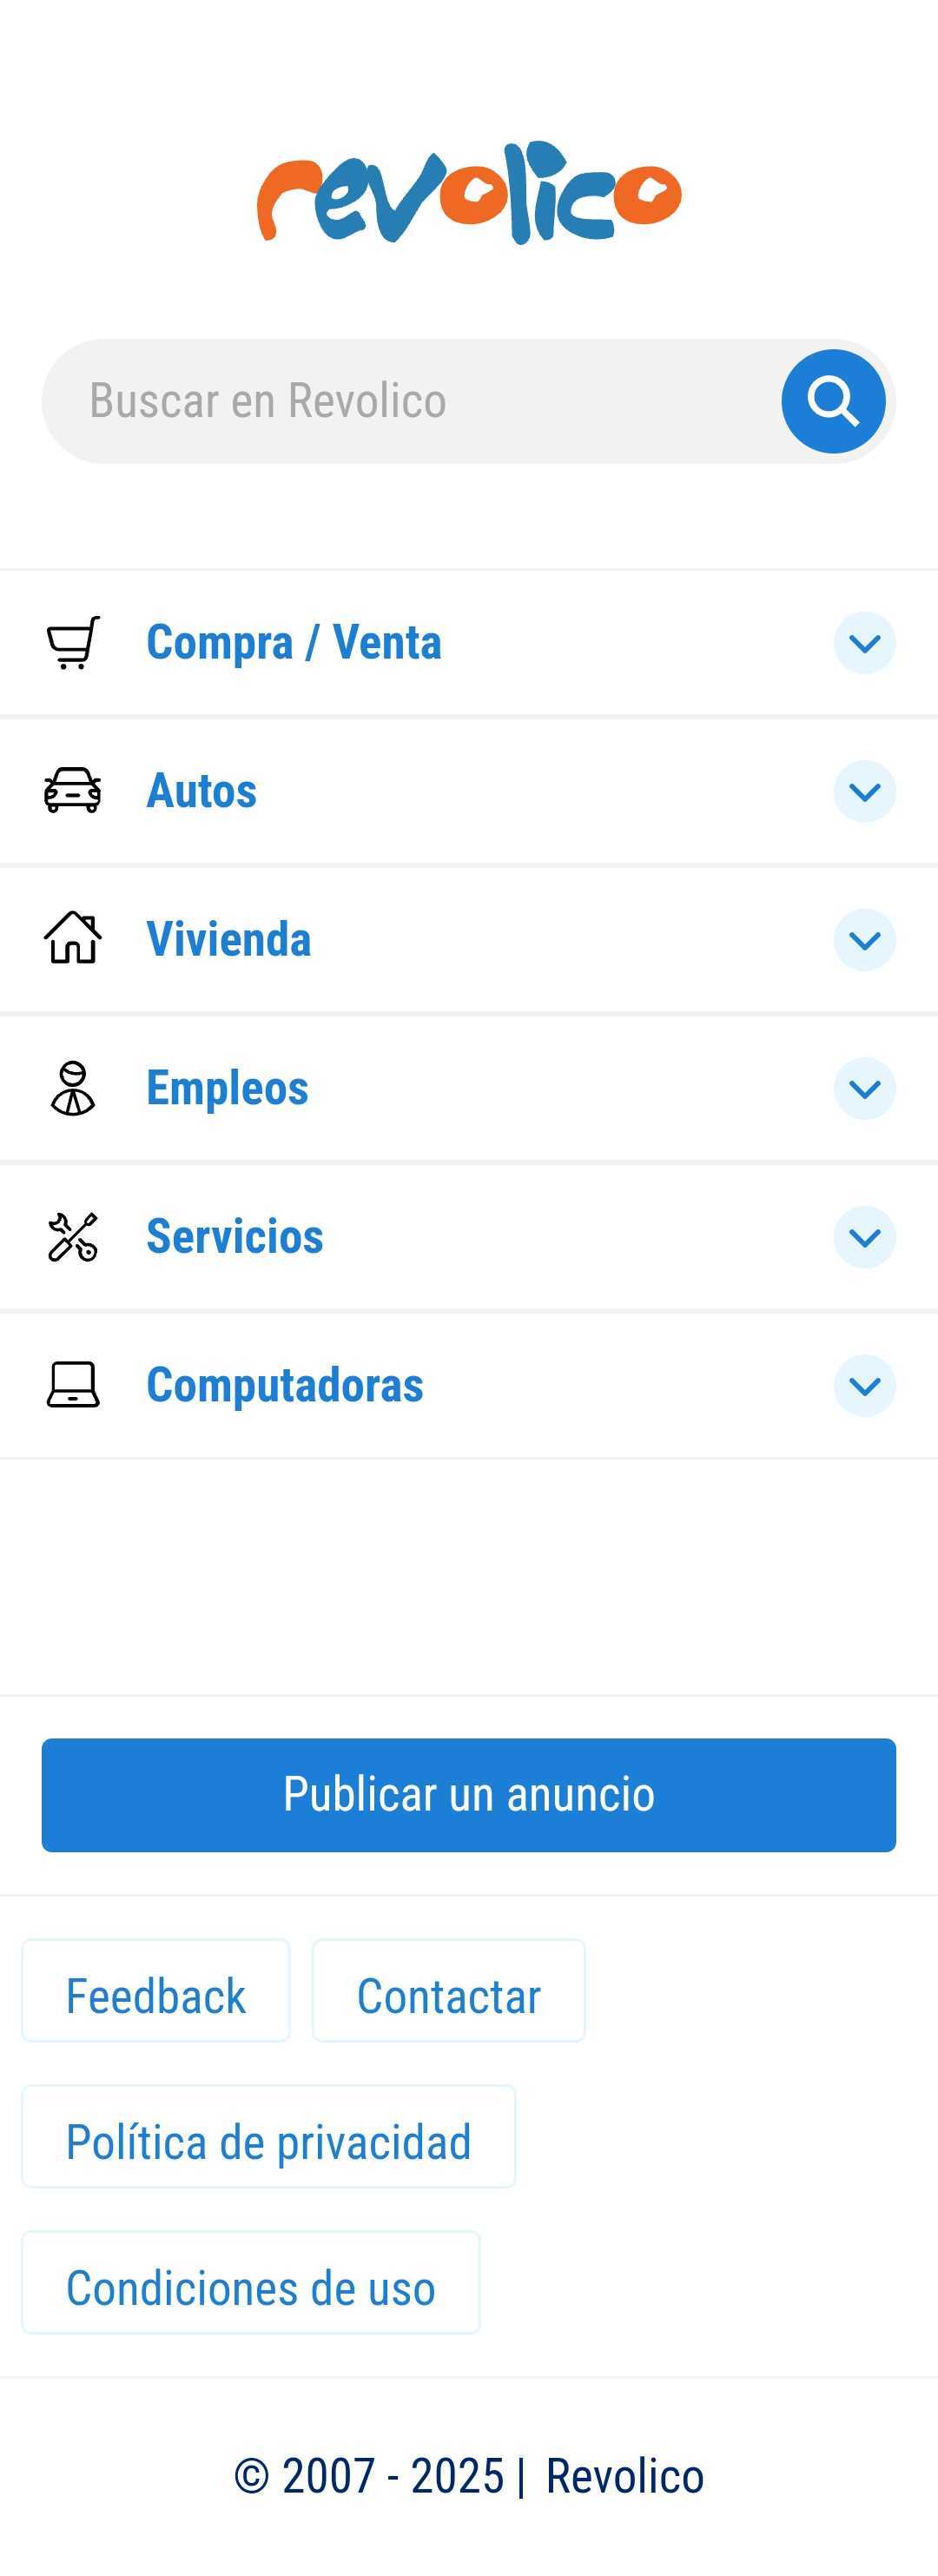 revolico
Buscar en Revolico
Compra / Venta
Autos
Vivienda
Empleos
Servicios
Computadoras
Publicar un anuncio
Feedback
Contactar
Política de privacidad
Condiciones de uso
© 2007 - 2025 | Revolico